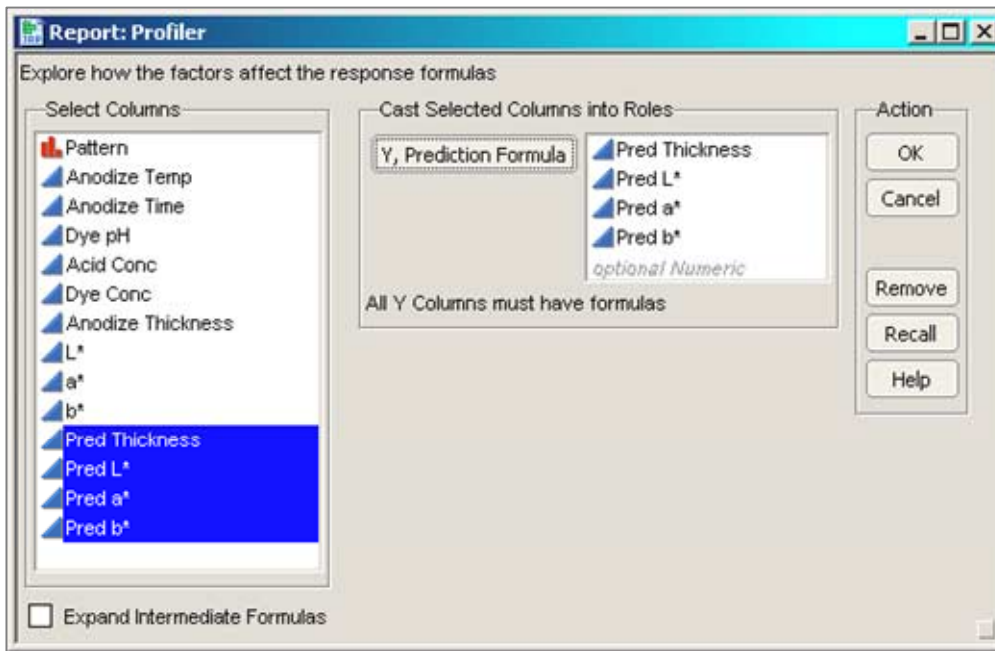 Report: Profiler
Explore how the factors affect the response formulas
Select Columns
Pattern
Anodize Temp
Anodize Time
Dye pH
Acid Conc
Dye Conc
Anodize Thickness
L*
a*
b*
Pred Thickness
Pred L*
Pred a*
Pred b*
Expand Intermediate Formulas
Cast Selected Columns into Roles
Y, Prediction Formula
Pred Thickness
Pred L*
Pred a*
Pred b*
optional Numeric
All Y Columns must have formulas
Action
OK
Cancel
Remove
Recall
Help